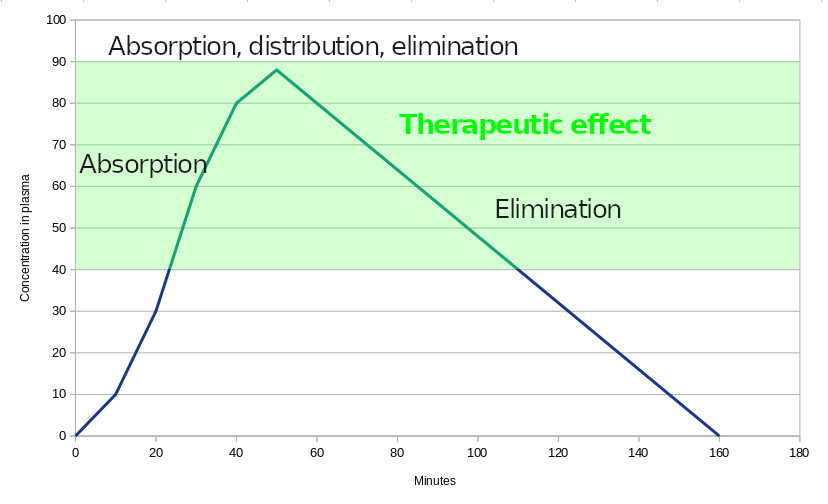 100
Absorption, distribution, elimination
90
80
Therapeutic effect
70
Absorption
60
Elimination
50
40
30
20
10
0
Concentration in plasma
0 20 40 60 80 100 120 140 160 180
Minutes